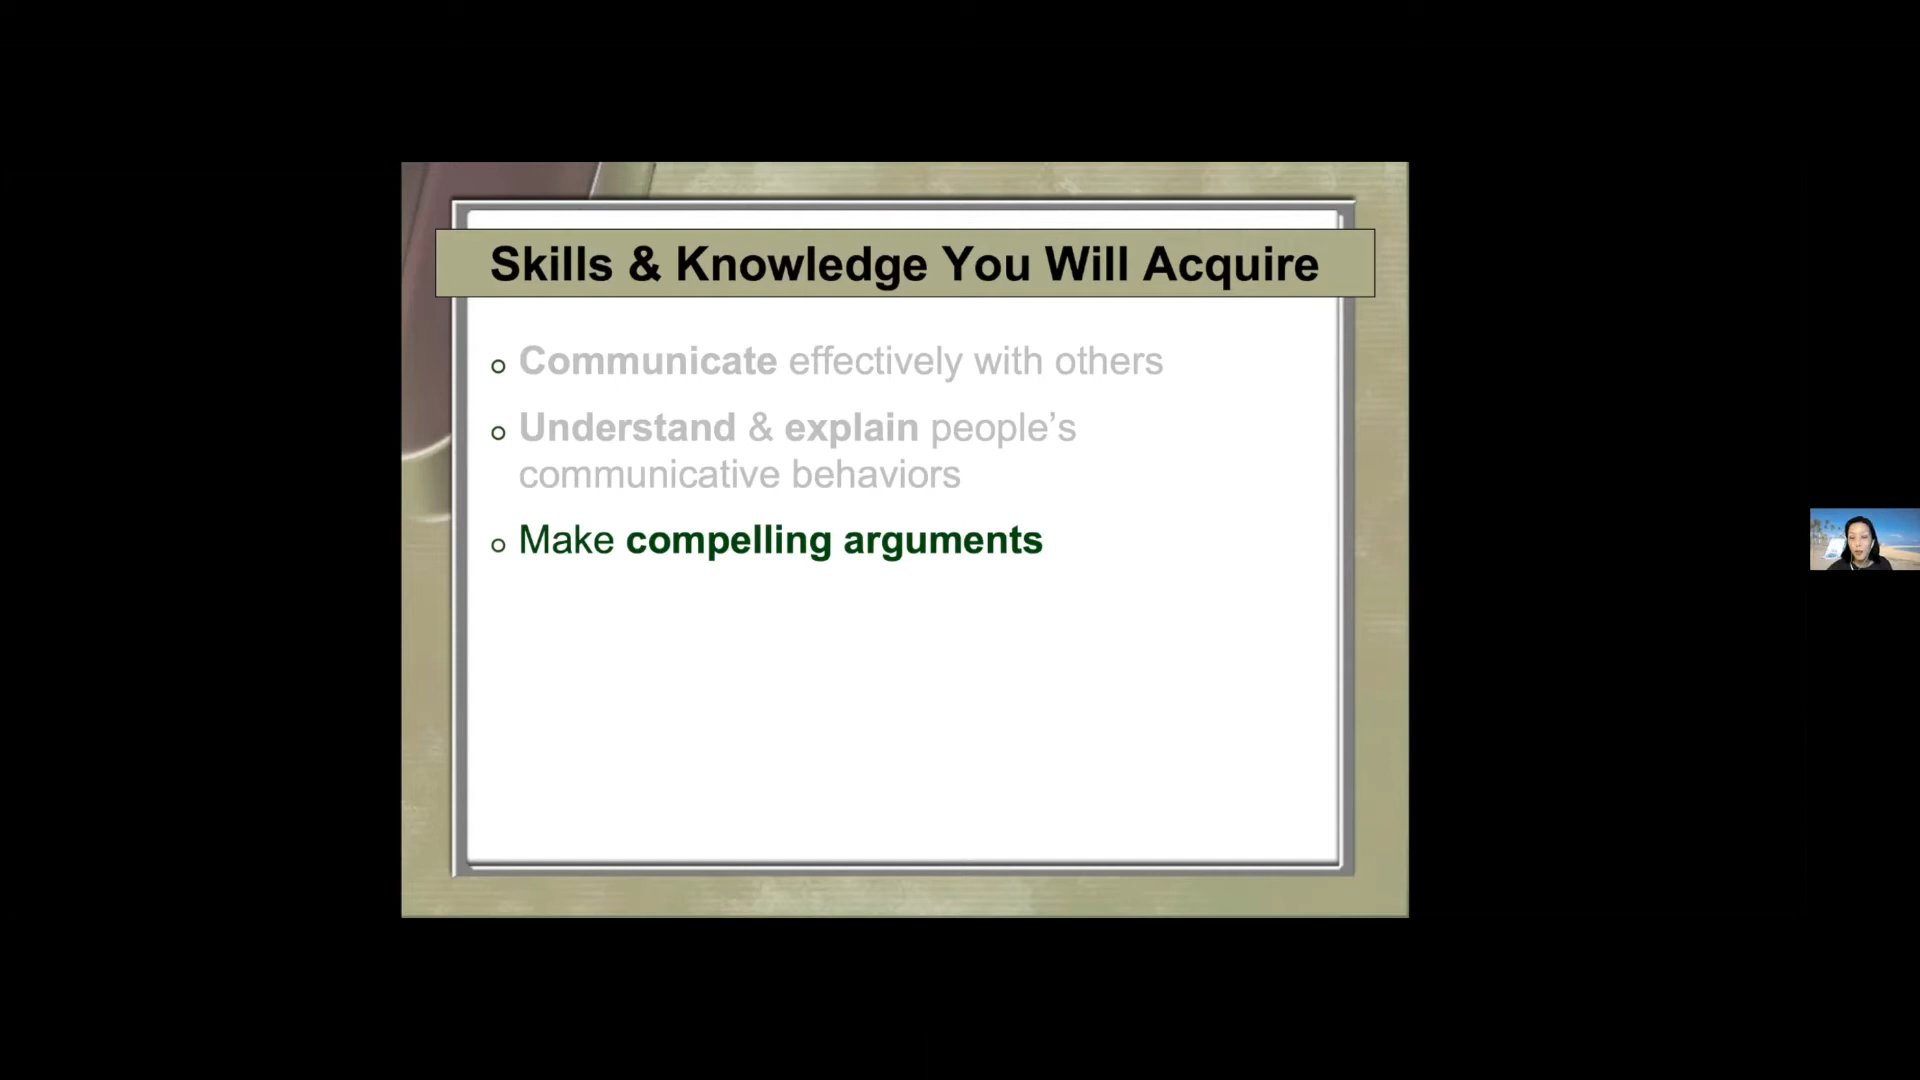 Skills & Knowledge You Will Acquire
Communicate effectively with others
Understand & explain people’s
communicative behaviors
Make compelling arguments